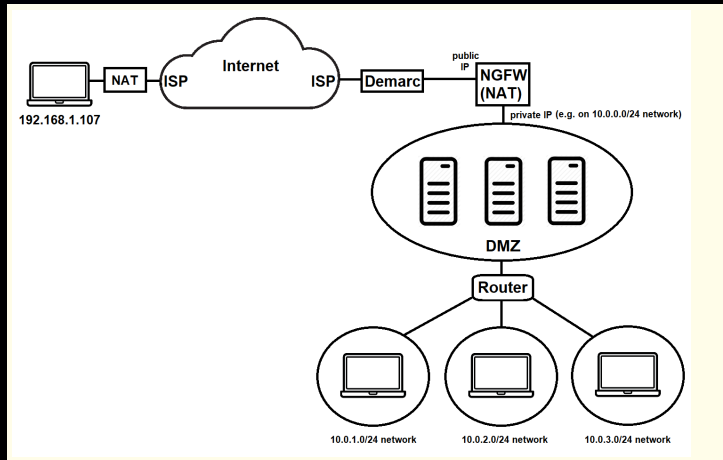 Internet
NAT
ISP
ISP
Demarc
public
IP
NGFW
(NAT)
192.168.1.107
private IP (e.g. on 10.0.0.0/24 network)
DMZ
Router
10.0.1.0/24 network
10.0.2.0/24 network
10.0.3.0/24 network